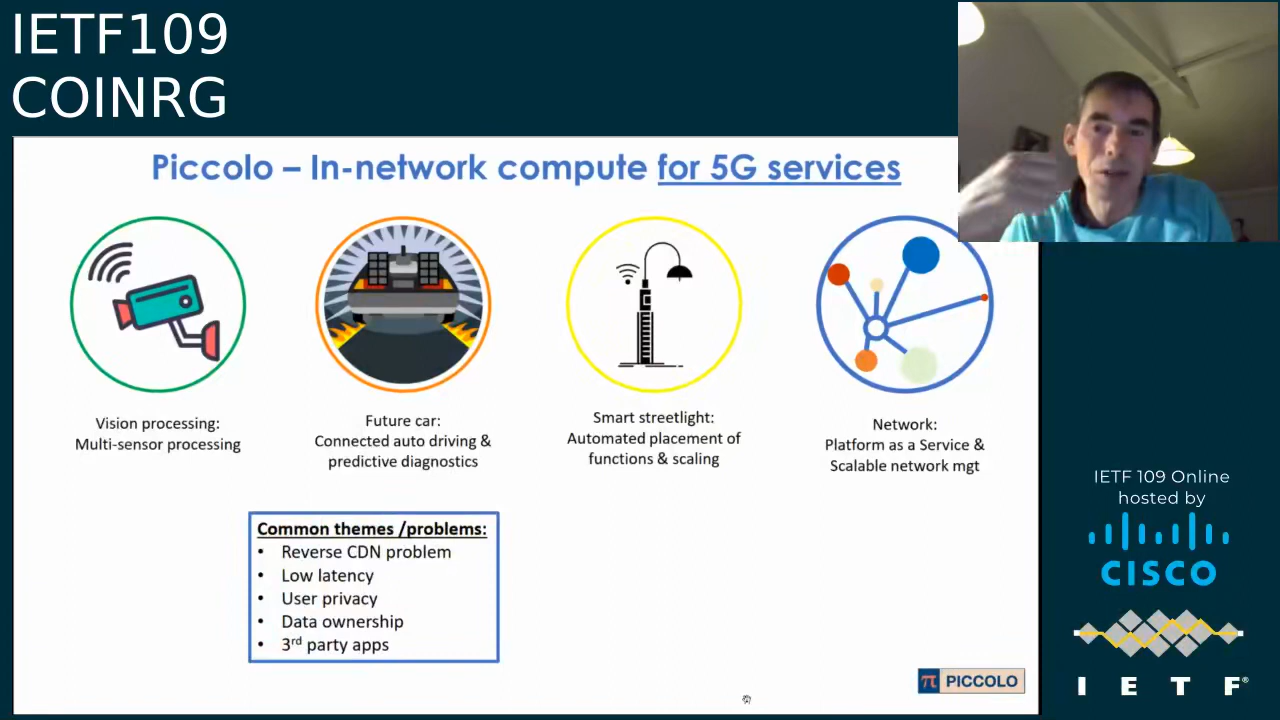 IETF109
COINRG
Piccolo – In-network compute for 5G services
Vision processing:
Multi-sensor processing
Future car:
Connected auto driving &
predictive diagnostics
Smart streetlight:
Automated placement of
functions & scaling
Network:
Platform as a Service &
Scalable network mgt
Common themes /problems:
• Reverse CDN problem
• Low latency
• User privacy
• Data ownership
• 3rd party apps
π PICCOLO
IETF 109 Online
hosted by
CISCO
I E T F®